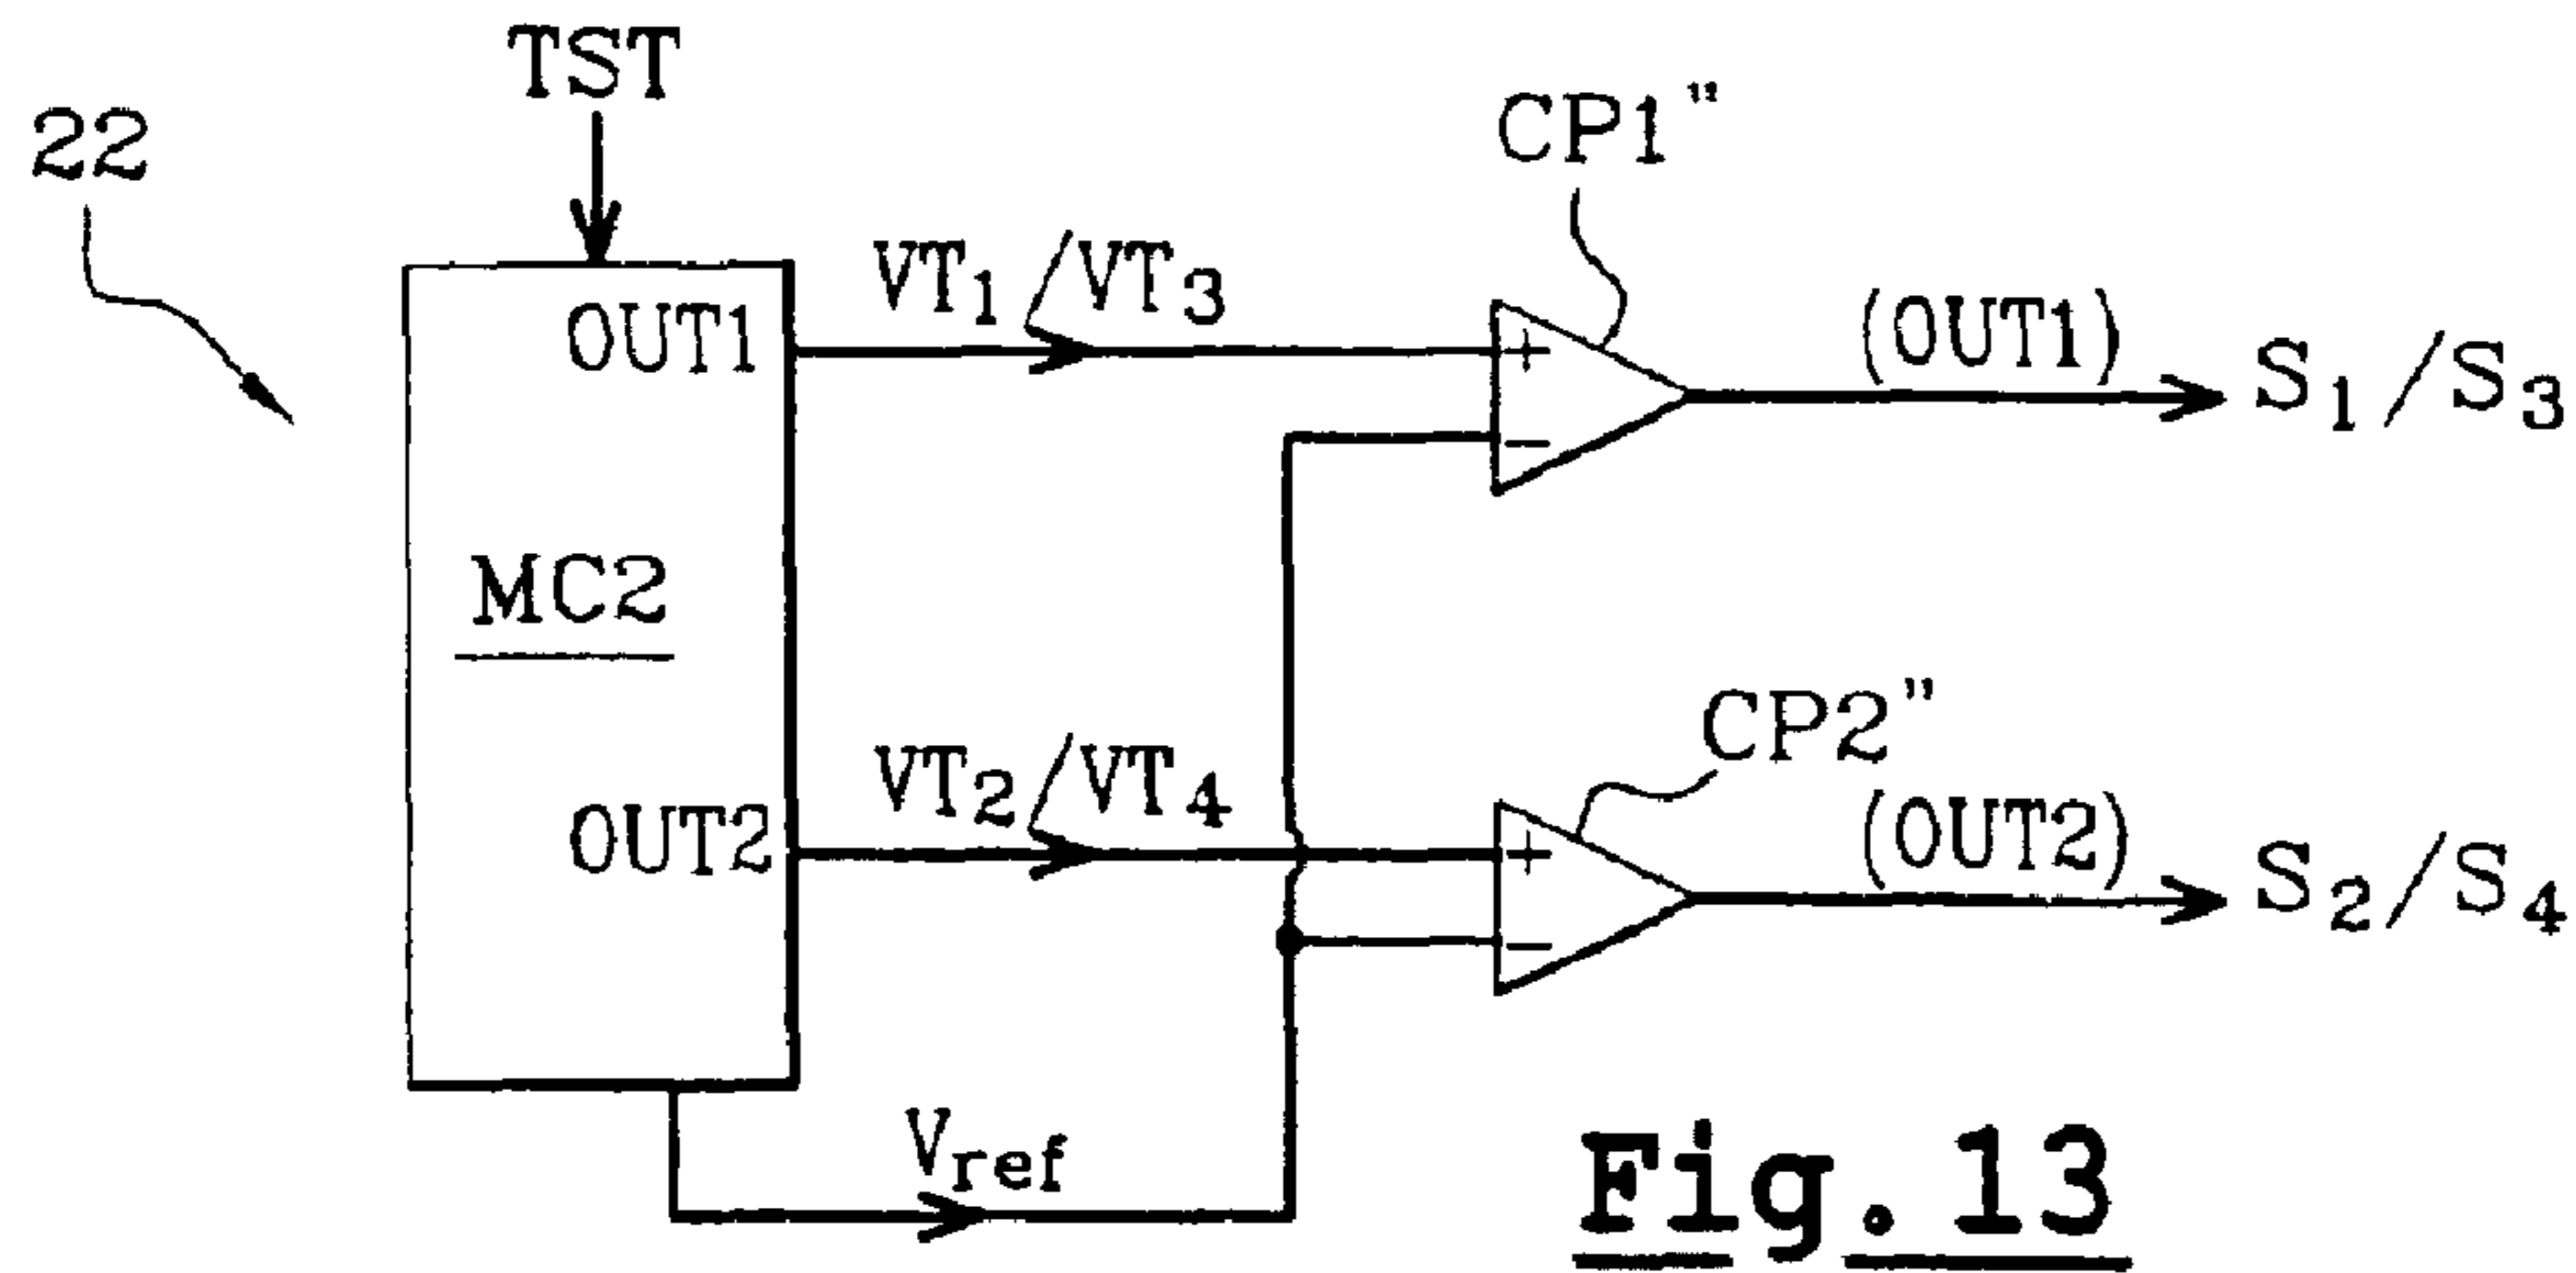 TST
22
CP1"
VT1/VT3
OUT1
+
−
(OUT1)
S1/S3
MC2
CP2"
VT2/VT4
OUT2
+
−
(OUT2)
S2/S4
Vref
Fig. 13